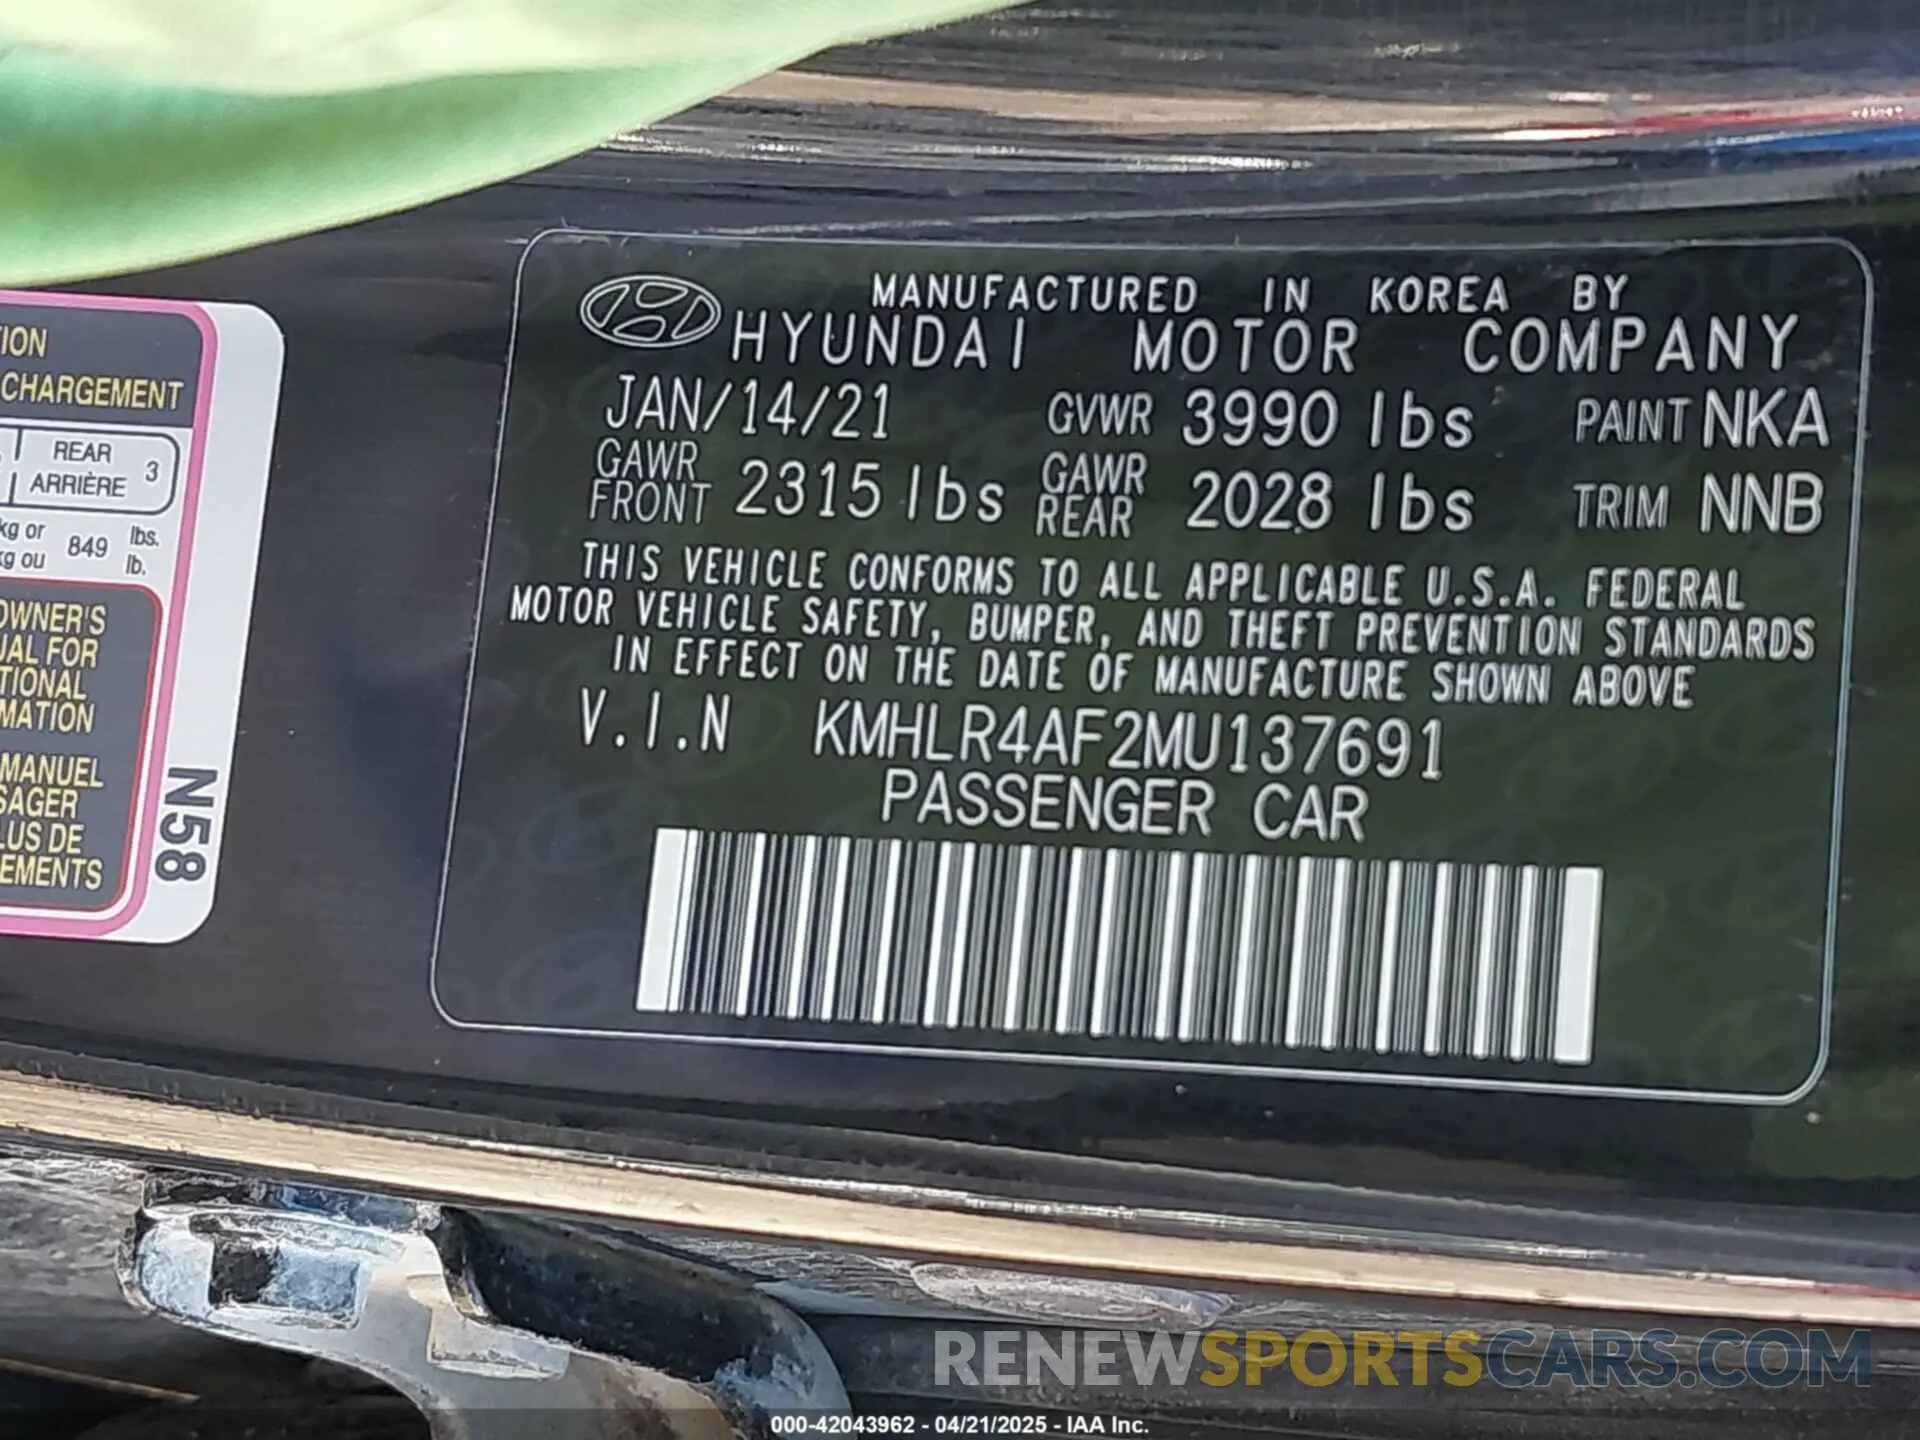 MANUFACTURED IN KOREA BY
HYUNDAI MOTOR COMPANY
JAN/14/21 GVWR 3990 lbs PAINT NKA
GAWR FRONT 2315 lbs GAWR REAR 2028 lbs TRIM NNB
THIS VEHICLE CONFORMS TO ALL APPLICABLE U.S.A. FEDERAL
MOTOR VEHICLE SAFETY, BUMPER, AND THEFT PREVENTION STANDARDS
IN EFFECT ON THE DATE OF MANUFACTURE SHOWN ABOVE
V.I.N KMHLR4AF2MU137691
PASSENGER CAR
ION
CHARGEMENT
REAR 3
ARRIÈRE
kg or 849 lbs.
kg ou lb.
OWNER'S
UAL FOR
TIONAL
MATION
MANUEL
SAGER
LUS DE
EMENTS
N58
RENEWSPORTSCARS.COM
000-42043962 - 04/21/2025 - IAA Inc.